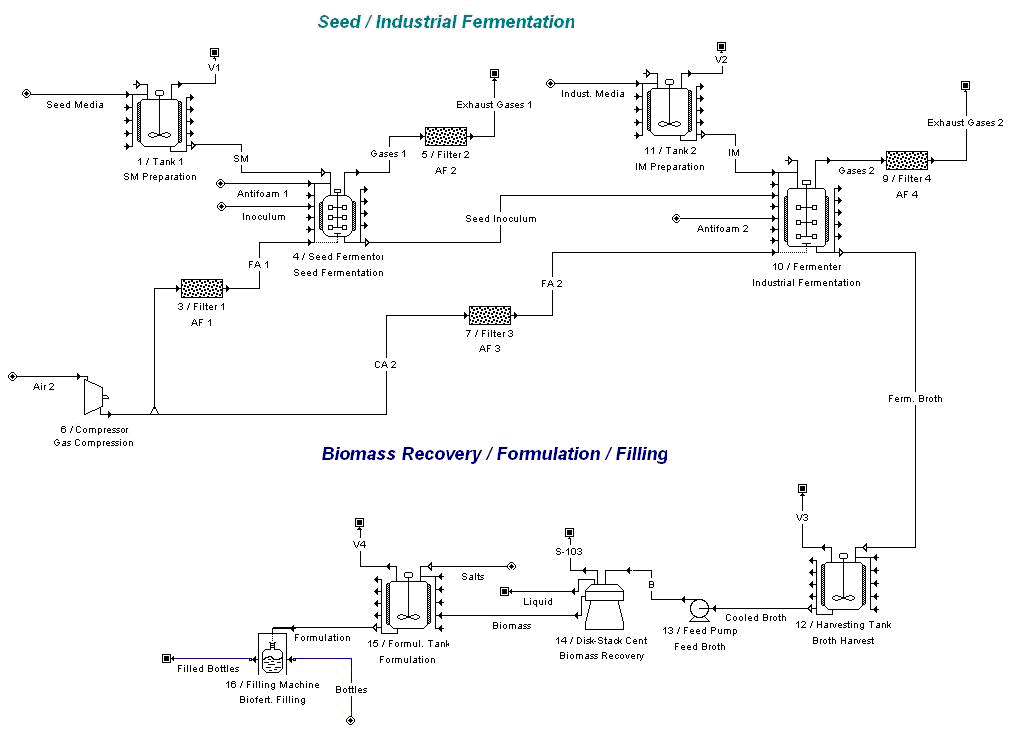 Seed / Industrial Fermentation
V1
V2
Seed Media
Exhaust Gases 1
Indust. Media
Exhaust Gases 2
1 / Tank 1
SM Preparation
SM
Gases 1
5 / Filter 2
AF 2
11 / Tank 2
IM Preparation
IM
Gases 2
9 / Filter 4
AF 4
Antifoam 1
Inoculum
Seed Inoculum
Antifoam 2
4 / Seed Fermentor
Seed Fermentation
10 / Fermenter
Industrial Fermentation
FA 1
FA 2
3 / Filter 1
AF 1
7 / Filter 3
AF 3
CA 2
Air 2
6 / Compressor
Gas Compression
Ferm. Broth
Biomass Recovery / Formulation / Filling
V3
V4
S-103
Salts
B
Liquid
Biomass
Cooled Broth
12 / Harvesting Tank
Broth Harvest
13 / Feed Pump
Feed Broth
14 / Disk-Stack Cent
Biomass Recovery
15 / Formul. Tank
Formulation
Formulation
Filled Bottles
16 / Filling Machine
Biofert. Filling
Bottles